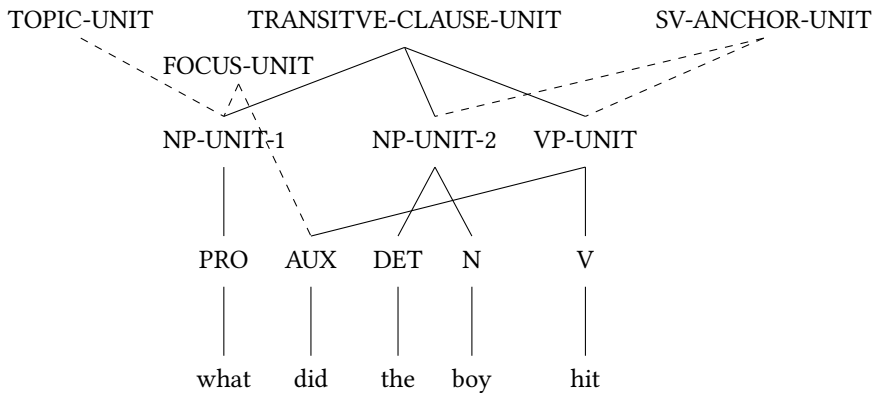 TOPIC-UNIT TRANSITVE-CLAUSE-UNIT SV-ANCHOR-UNIT
FOCUS-UNIT
NP-UNIT-1 NP-UNIT-2 VP-UNIT
PRO AUX DET N V
what did the boy hit